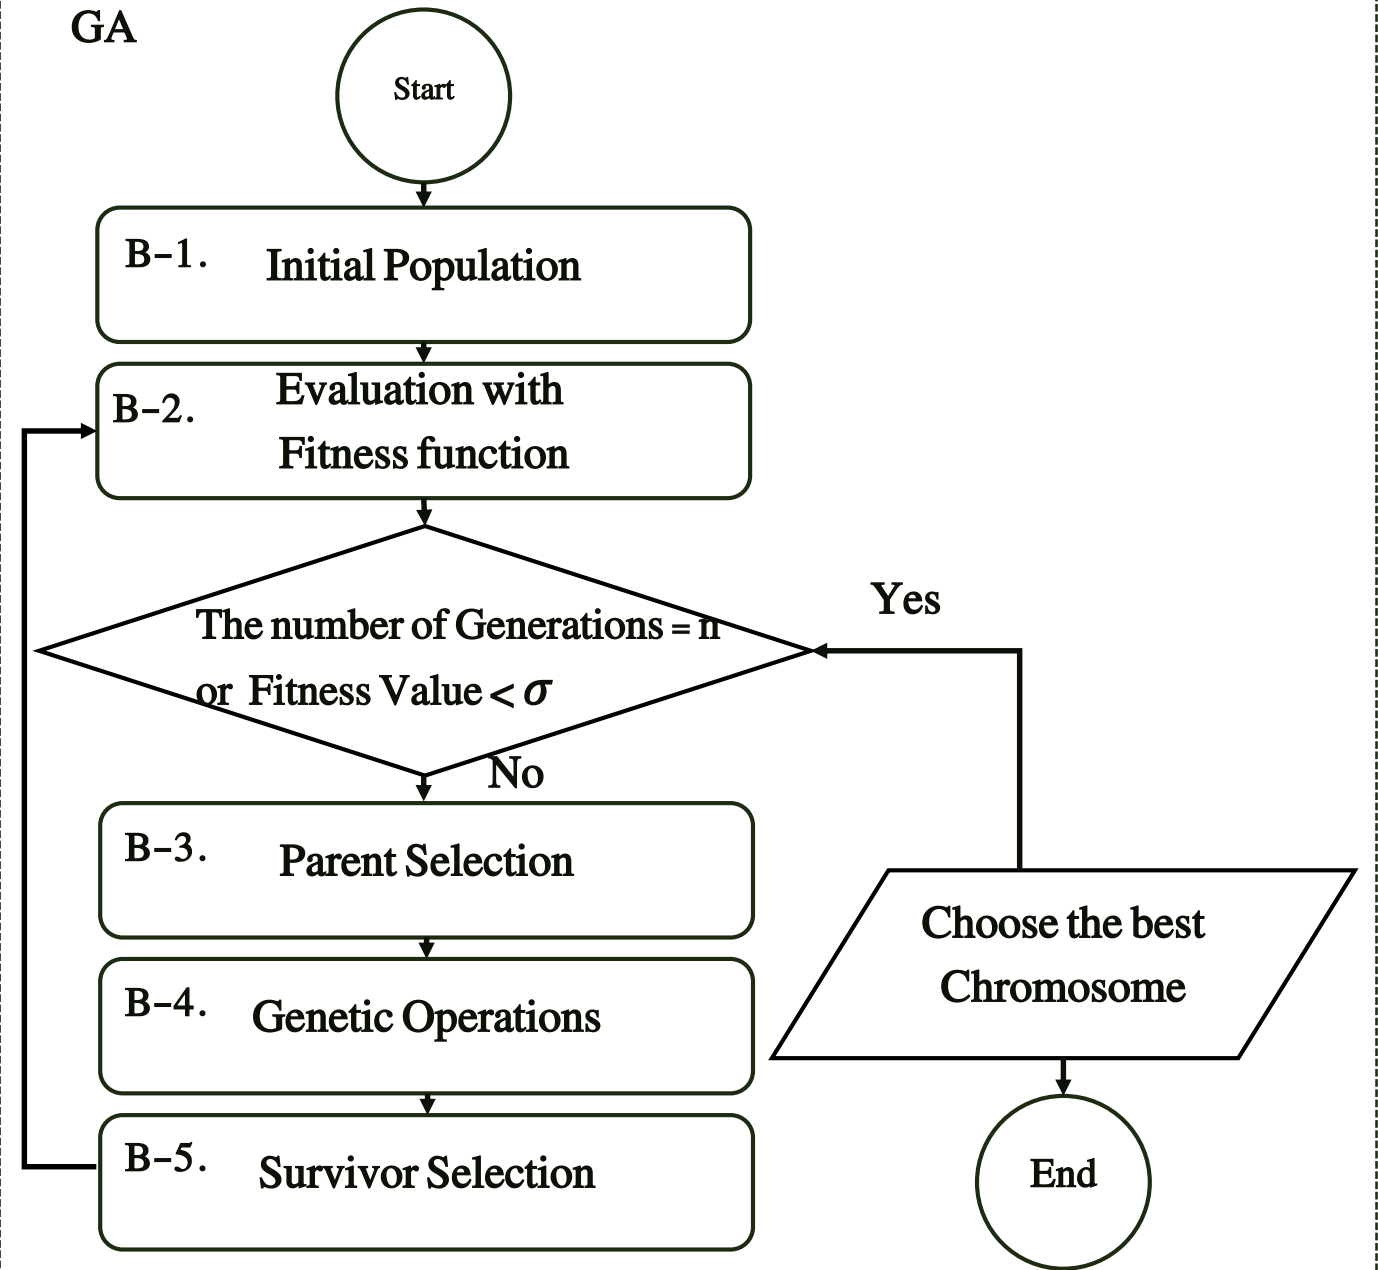 GA
Start
B-1. Initial Population
B-2. Evaluation with
Fitness function
The number of Generations = n
or Fitness Value < σ
Yes
No
B-3. Parent Selection
Choose the best
Chromosome
B-4. Genetic Operations
B-5. Survivor Selection
End